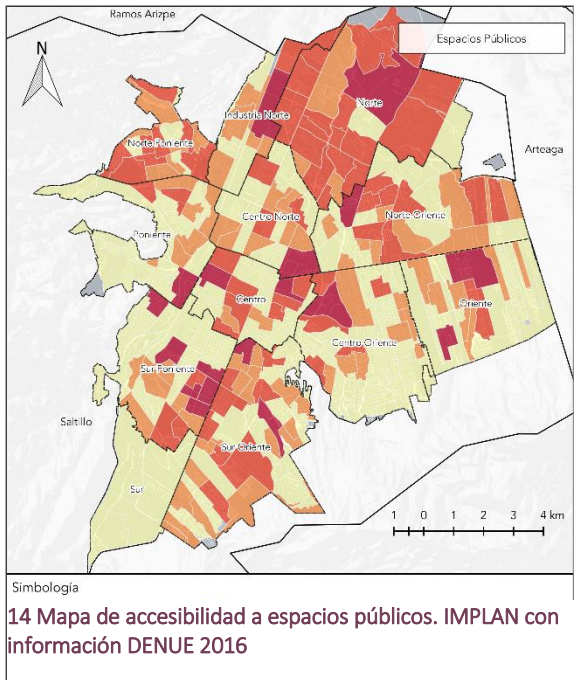 Ramos Arizpe
Espacios Públicos
N
Norte
Industria Norte
Norte Poniente
Arteaga
Centro Norte
Norte Oriente
Poniente
Centro
Oriente
Centro Oriente
Sur Poniente
Saltillo
Sur Oriente
Sur
1 0 1 2 3 4 km
Simbología
14 Mapa de accesibilidad a espacios públicos. IMPLAN con
información DENUE 2016